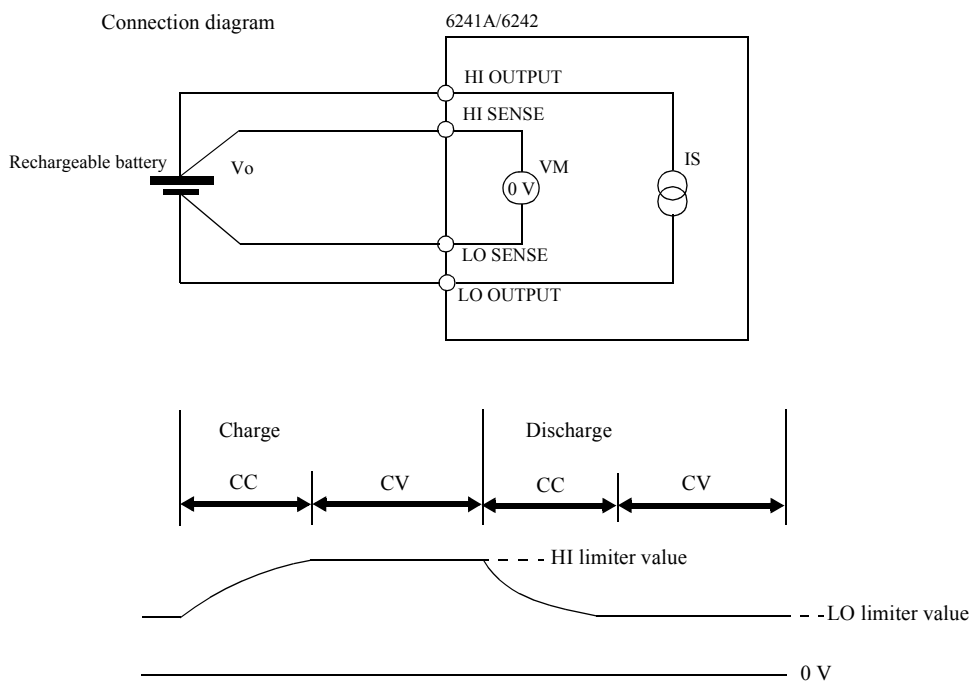 Connection diagram
6241A/6242
HI OUTPUT
HI SENSE
Rechargeable battery
Vo
VM
0 V
IS
LO SENSE
LO OUTPUT
Charge
Discharge
CC
CV
CC
CV
HI limiter value
LO limiter value
0 V